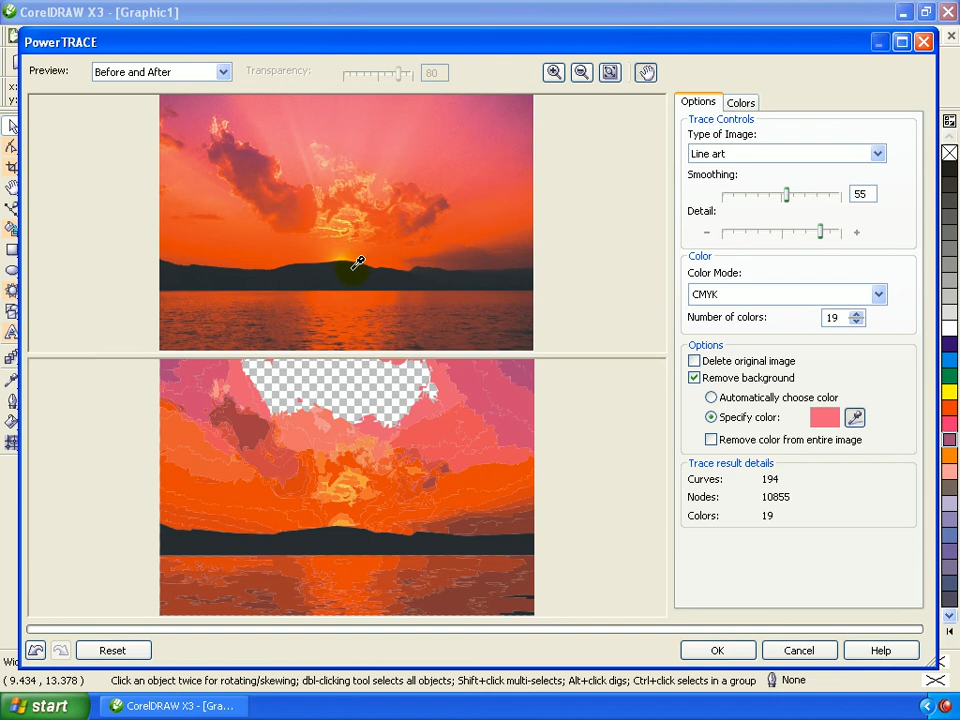 CorelDRAW X3 - [Graphic1]
PowerTRACE
Preview:
Before and After
Transparency:
80
Options
Colors
Trace Controls
Type of Image:
Line art
Smoothing:
55
Detail:
Color
Color Mode:
CMYK
Number of colors:
19
Options
Delete original image
Remove background
Automatically choose color
Specify color:
Remove color from entire image
Trace result details
Curves: 194
Nodes: 10855
Colors: 19
Reset
OK
Cancel
Help
( 9.434 , 13.378 )
Click an object twice for rotating/skewing; dbl-clicking tool selects all objects; Shift+click multi-selects; Alt+click digs; Ctrl+click selects in a group
None
start
CorelDRAW X3 - [Gra...